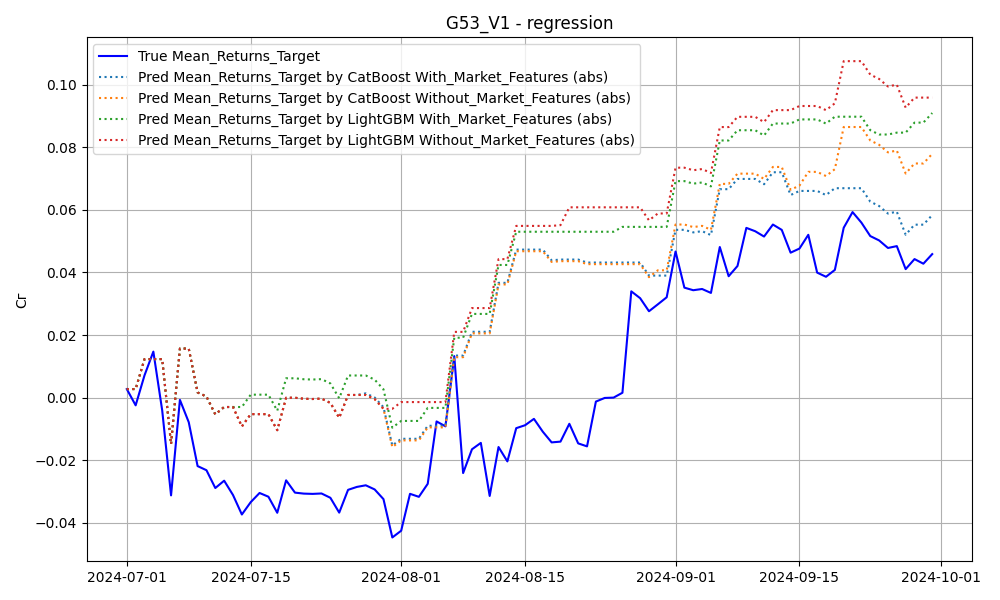 G53_V1 - regression
True Mean_Returns_Target
Pred Mean_Returns_Target by CatBoost With_Market_Features (abs)
Pred Mean_Returns_Target by CatBoost Without_Market_Features (abs)
Pred Mean_Returns_Target by LightGBM With_Market_Features (abs)
Pred Mean_Returns_Target by LightGBM Without_Market_Features (abs)
Cr
0.10
0.08
0.06
0.04
0.02
0.00
−0.02
−0.04
2024-07-01
2024-07-15
2024-08-01
2024-08-15
2024-09-01
2024-09-15
2024-10-01